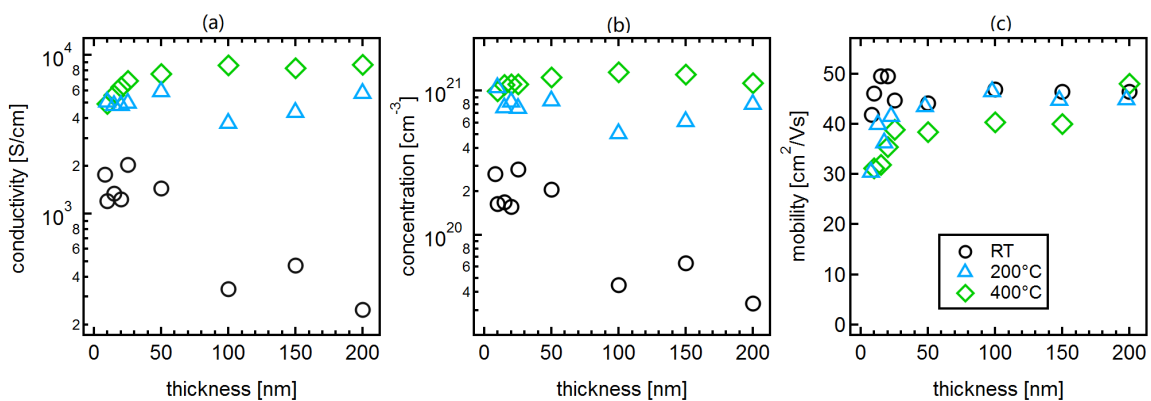 (a)
(b)
(c)
conductivity [S/cm]
10^4
8
6
4
2
10^3
8
6
4
2
0 50 100 150 200
thickness [nm]
concentration [cm^-3]
10^21
8
6
4
2
10^20
8
6
4
0 50 100 150 200
thickness [nm]
mobility [cm^2/Vs]
50
40
30
20
10
0
0 50 100 150 200
thickness [nm]
RT
200°C
400°C